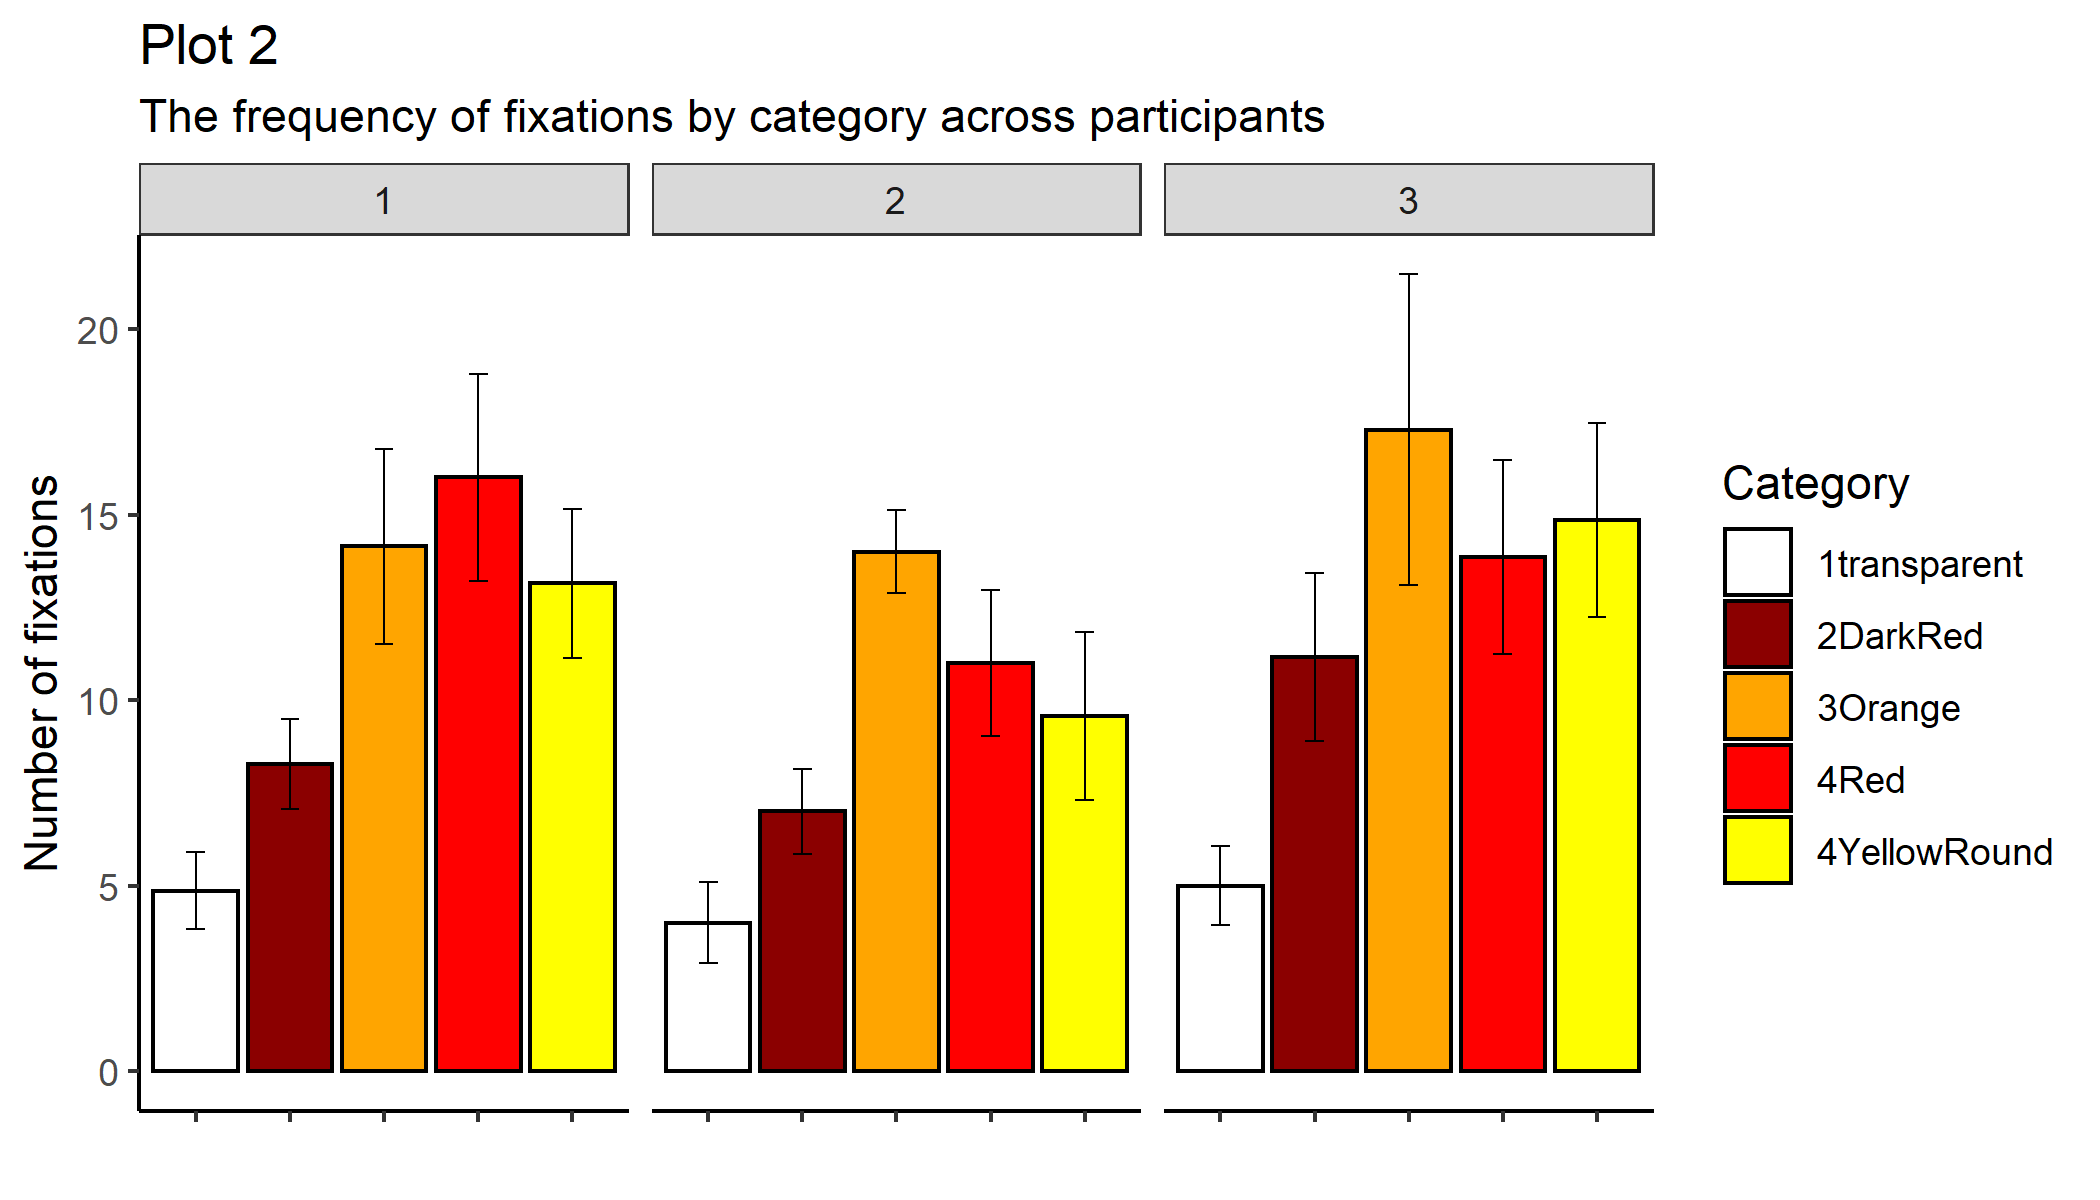 Plot 2
The frequency of fixations by category across participants
1
2
3
Number of fixations
20
15
10
5
0
Category
1transparent
2DarkRed
3Orange
4Red
4YellowRound